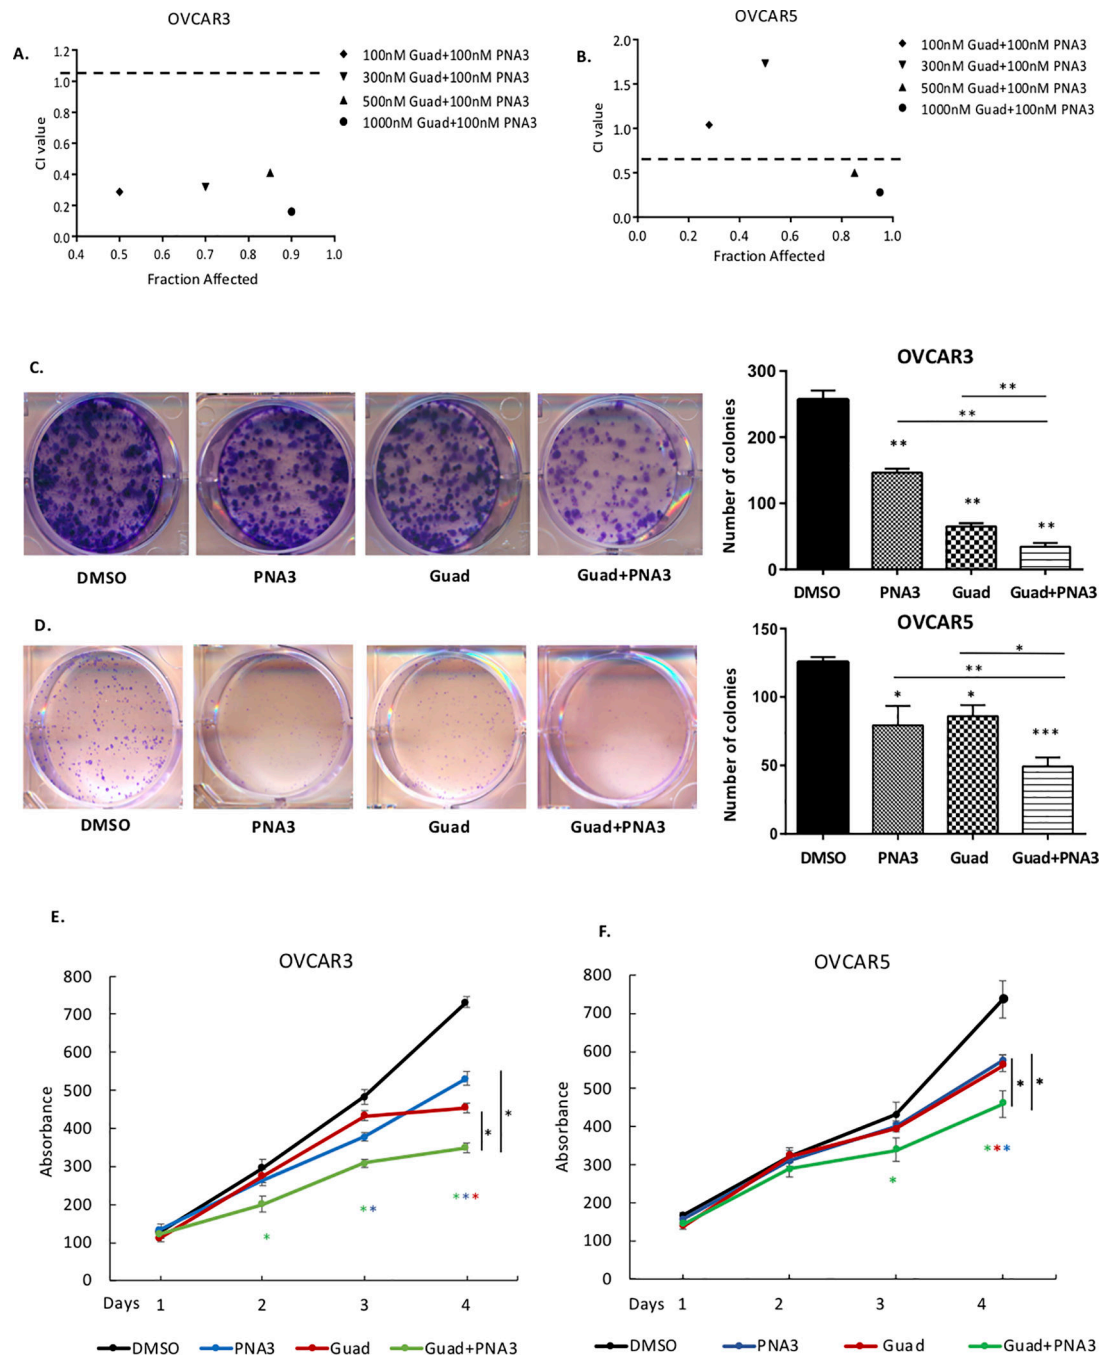 OVCAR3
A.
CI value
1.2
1.0
0.8
0.6
0.4
0.2
0.0
0.4 0.5 0.6 0.7 0.8 0.9 1.0
Fraction Affected
100nM Guad+100nM PNA3
300nM Guad+100nM PNA3
500nM Guad+100nM PNA3
1000nM Guad+100nM PNA3
OVCAR5
B.
CI value
2.0
1.5
1.0
0.5
0.0
0.0 0.2 0.4 0.6 0.8 1.0
Fraction Affected
100nM Guad+100nM PNA3
300nM Guad+100nM PNA3
500nM Guad+100nM PNA3
1000nM Guad+100nM PNA3
C.
DMSO PNA3 Guad Guad+PNA3
OVCAR3
Number of colonies
300
200
100
0
**
**
**
**
**
DMSO PNA3 Guad Guad+PNA3
D.
DMSO PNA3 Guad Guad+PNA3
OVCAR5
Number of colonies
150
100
50
0
*
**
* *
***
DMSO PNA3 Guad Guad+PNA3
E.
OVCAR3
Absorbance
800
700
600
500
400
300
200
100
0
*
*
* ** ***
Days 1 2 3 4
DMSO PNA3 Guad Guad+PNA3
F.
OVCAR5
Absorbance
800
700
600
500
400
300
200
100
0
* *
***
*
Days 1 2 3 4
DMSO PNA3 Guad Guad+PNA3